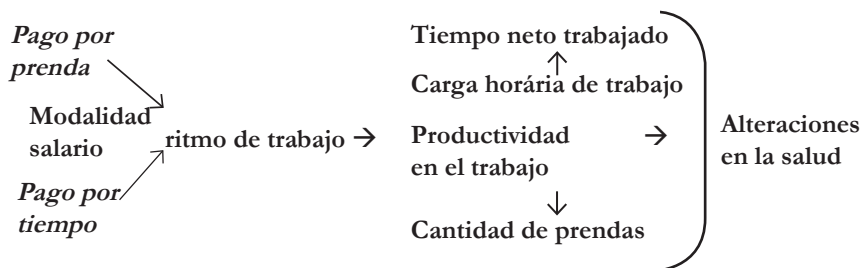 Pago por
prenda
Modalidad
salario
Pago por
tiempo
ritmo de trabajo →
Tiempo neto trabajado
Carga horária de trabajo
Productividad
en el trabajo
→
Cantidad de prendas
Alteraciones
en la salud